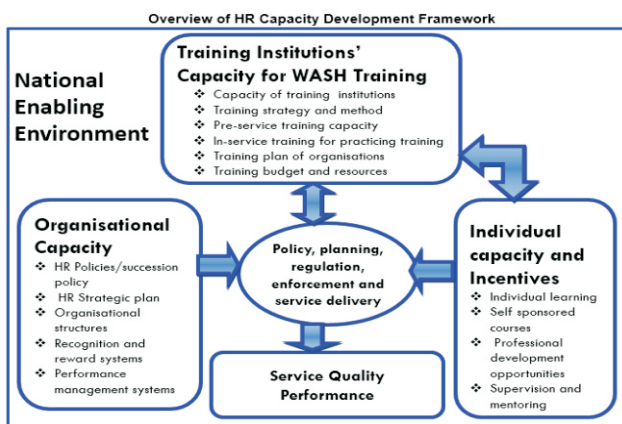 Overview of HR Capacity Development Framework
National
Enabling
Environment
Training Institutions'
Capacity for WASH Training
❖ Capacity of training institutions
❖ Training strategy and method
❖ Pre-service training capacity
❖ In-service training for practicing training
❖ Training plan of organisations
❖ Training budget and resources
Organisational
Capacity
❖ HR Policies/succession
policy
❖ HR Strategic plan
❖ Organisational
structures
❖ Recognition and
reward systems
❖ Performance
management systems
Policy, planning,
regulation,
enforcement and
service delivery
Individual
capacity and
Incentives
❖ Individual learning
❖ Self sponsored
courses
❖ Professional
development
opportunities
❖ Supervision and
mentoring
Service Quality
Performance